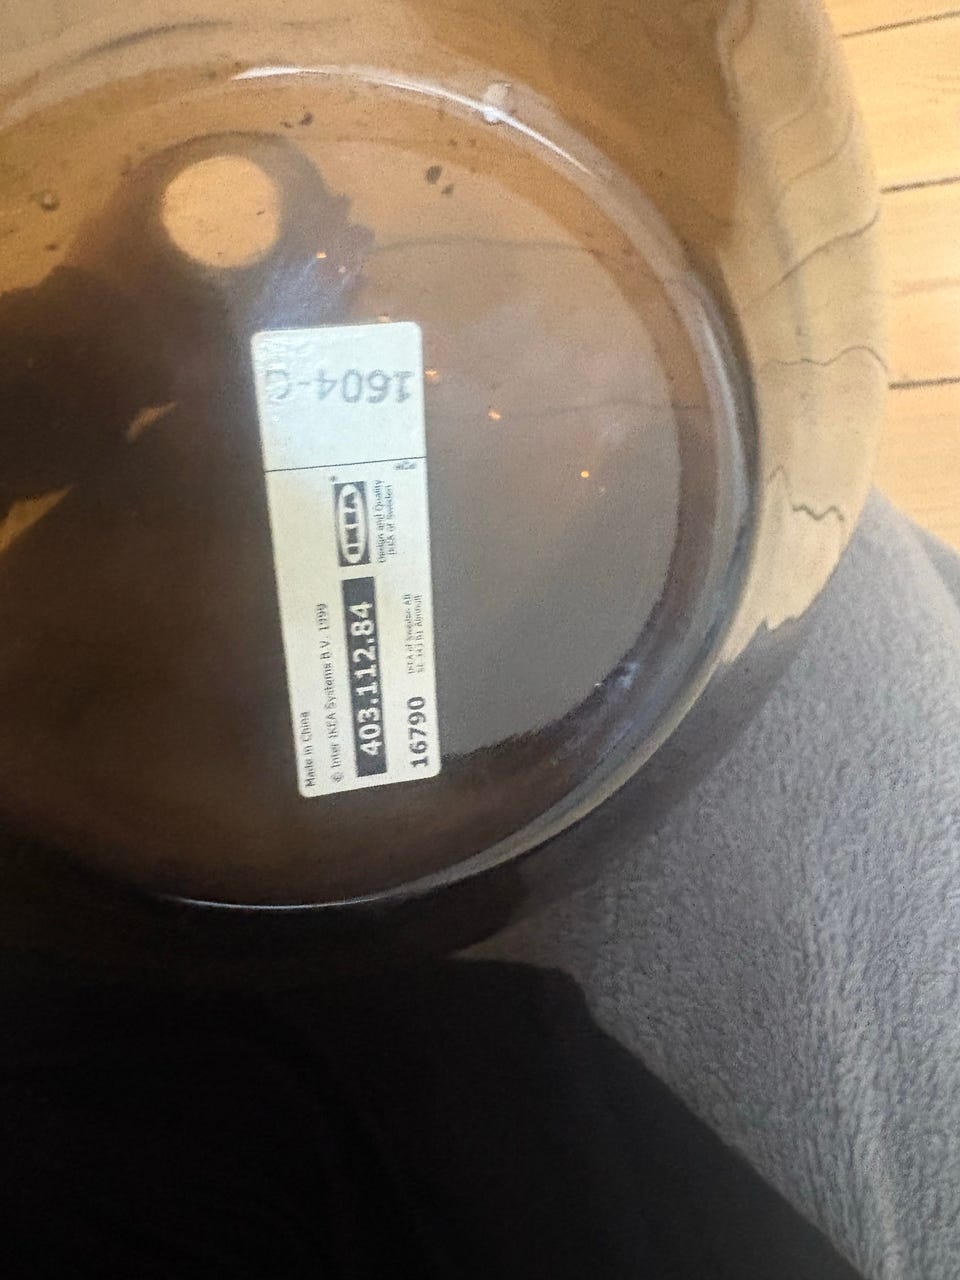 1604-C
IKEA®
Design and Quality
IKEA of Sweden
Made in China
© Inter IKEA Systems B.V. 1999
403.112.84
16790
IKEA of Sweden AB
SE-343 81 Älmhult